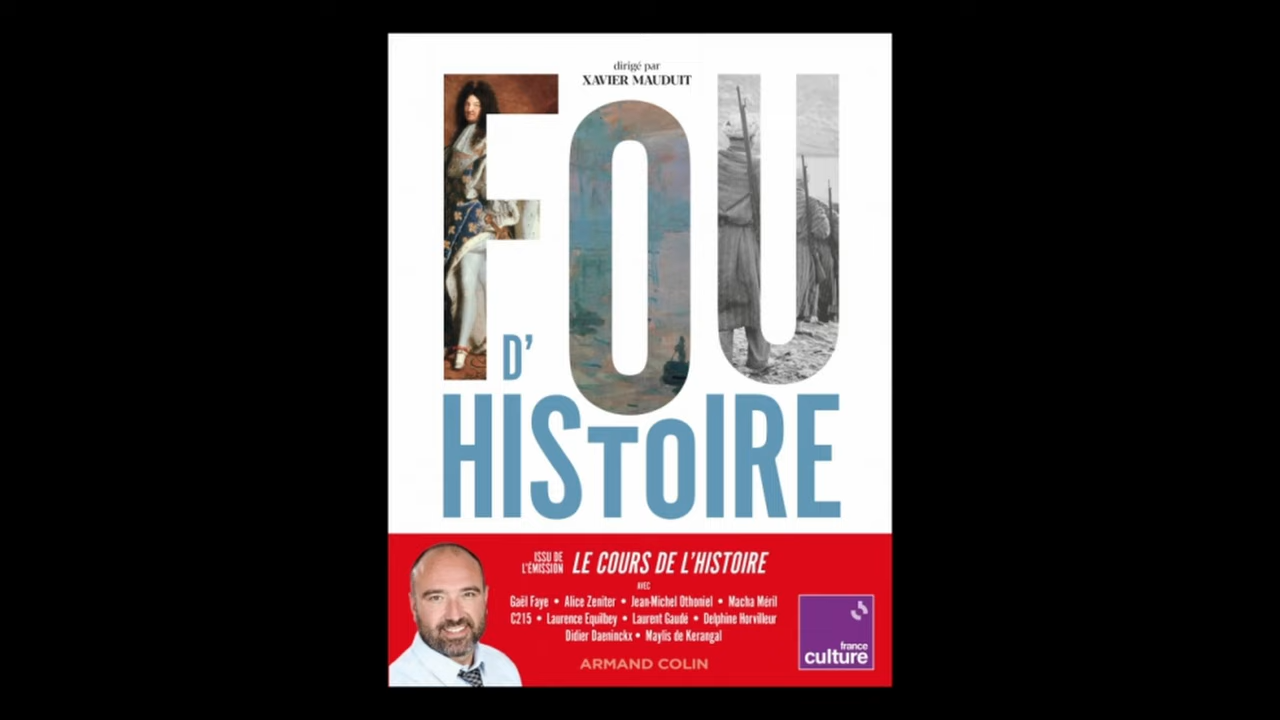 dirigé par
XAVIER MAUDUIT
FOU
D'
HISTOIRE
ISSU DE
L'ÉMISSION
LE COURS DE L'HISTOIRE
AVEC
Gaël Faye • Alice Zeniter • Jean-Michel Othoniel • Macha Méril
C215 • Laurence Equilbey • Laurent Gaudé • Delphine Horvilleur
Didier Daeninckx • Maylis de Kerangal
ARMAND COLIN
france
culture